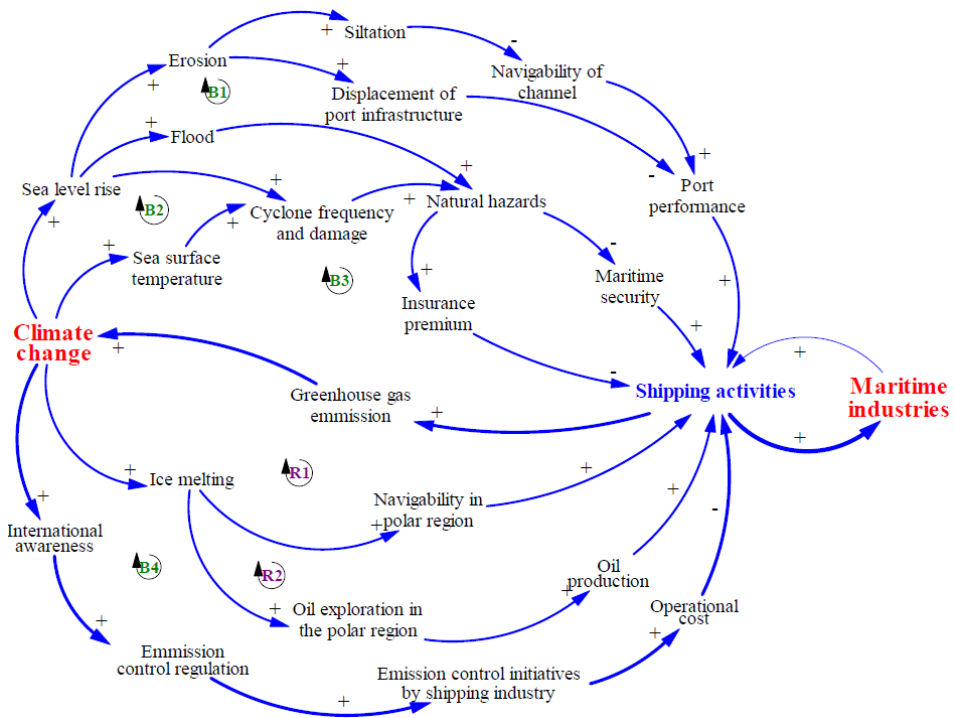 Siltation
+
-
Erosion
+
Navigability of
channel
B1
Displacement of
port infrastructure
+
+
Flood
+
+
-
Port
performance
Sea level rise
+
Natural hazards
+
Cyclone frequency
and damage
B2
+
+
+
Sea surface
temperature
-
Maritime
security
B3
+
Insurance
premium
+
+
Climate
change
+
-
+
Shipping activities
Maritime
industries
Greenhouse gas
emmission
+
+
+
Ice melting
R1
+
Navigability in
polar region
+
+
+
-
International
awareness
B4
R2
Oil
production
+
+
Oil exploration in
the polar region
Operational
cost
+
+
Emmission
control regulation
Emission control initiatives
by shipping industry
+